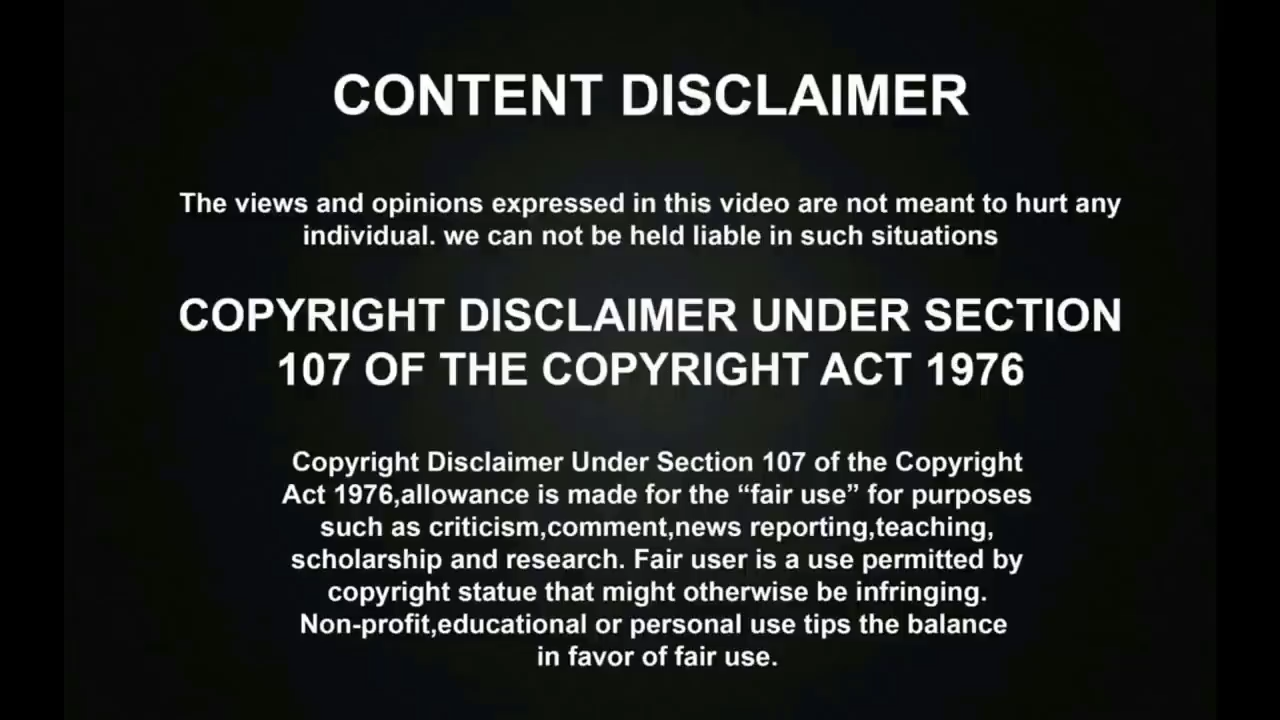 CONTENT DISCLAIMER
The views and opinions expressed in this video are not meant to hurt any
individual. we can not be held liable in such situations
COPYRIGHT DISCLAIMER UNDER SECTION
107 OF THE COPYRIGHT ACT 1976
Copyright Disclaimer Under Section 107 of the Copyright
Act 1976,allowance is made for the “fair use” for purposes
such as criticism,comment,news reporting,teaching,
scholarship and research. Fair user is a use permitted by
copyright statue that might otherwise be infringing.
Non-profit,educational or personal use tips the balance
in favor of fair use.